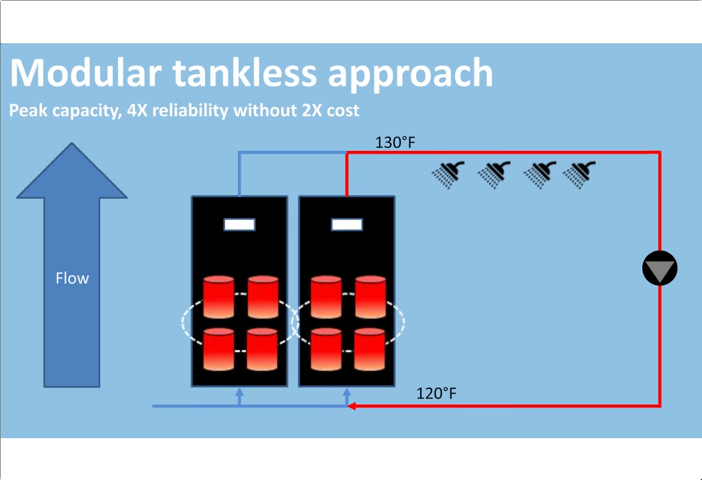 Modular tankless approach
Peak capacity, 4X reliability without 2X cost
130°F
Flow
120°F